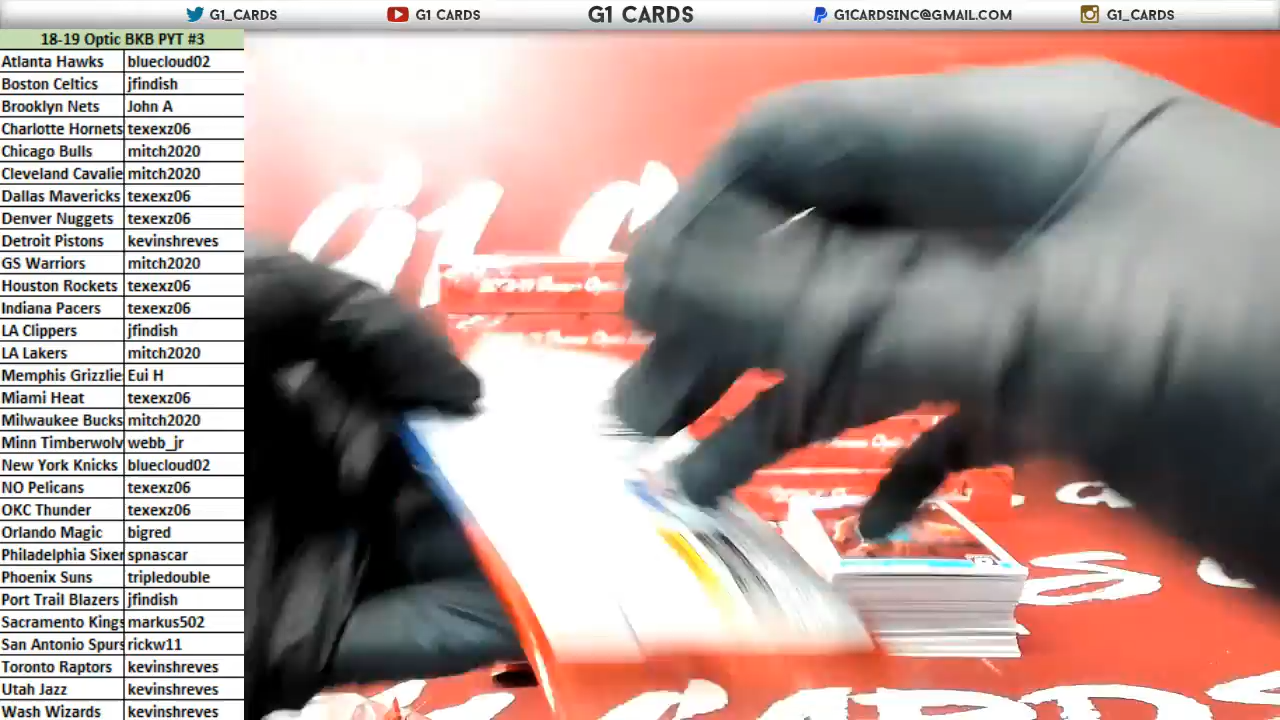 G1_CARDS
G1 CARDS
G1 CARDS
G1CARDSINC@GMAIL.COM
G1_CARDS
18-19 Optic BKB PYT #3
Atlanta Hawks bluecloud02
Boston Celtics jfindish
Brooklyn Nets John A
Charlotte Hornets texexz06
Chicago Bulls mitch2020
Cleveland Cavalie mitch2020
Dallas Mavericks texexz06
Denver Nuggets texexz06
Detroit Pistons kevinshreves
GS Warriors mitch2020
Houston Rockets texexz06
Indiana Pacers texexz06
LA Clippers jfindish
LA Lakers mitch2020
Memphis Grizzlie Eui H
Miami Heat texexz06
Milwaukee Bucks mitch2020
Minn Timberwolv webb_jr
New York Knicks bluecloud02
NO Pelicans texexz06
OKC Thunder texexz06
Orlando Magic bigred
Philadelphia Sixer spnascar
Phoenix Suns tripledouble
Port Trail Blazers jfindish
Sacramento Kings markus502
San Antonio Spurs rickw11
Toronto Raptors kevinshreves
Utah Jazz kevinshreves
Wash Wizards kevinshreves
G1 C
CARDS